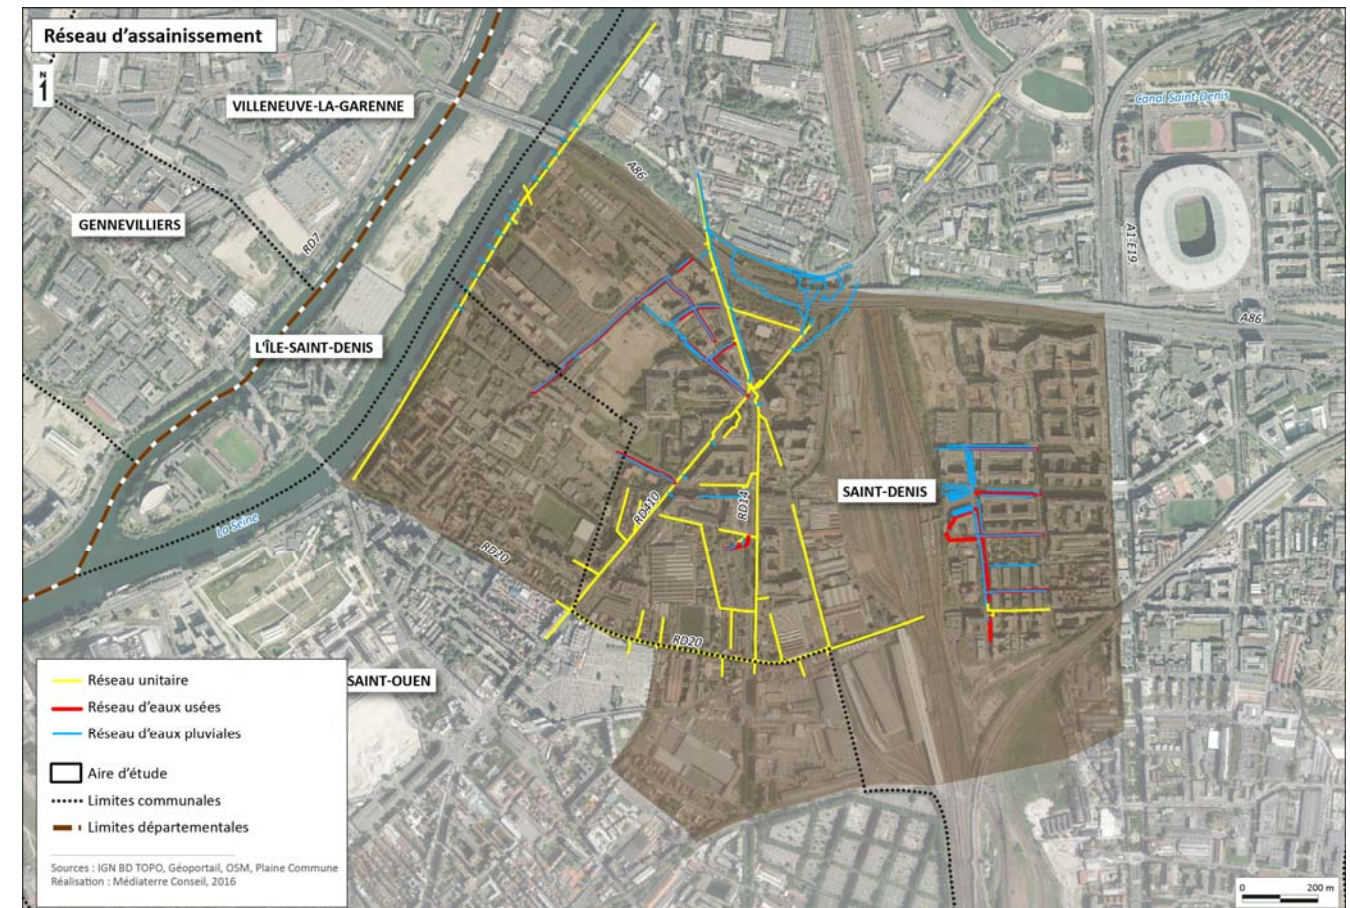 Réseau d'assainissement
N
1
VILLENEUVE-LA-GARENNE
Canal Saint-Denis
A86
GENNEVILLIERS
RD7
A1-E19
A86
L'ÎLE-SAINT-DENIS
SAINT-DENIS
RD14
RD410
La Seine
RD20
RD20
SAINT-OUEN
Réseau unitaire
Réseau d'eaux usées
Réseau d'eaux pluviales
Aire d'étude
Limites communales
Limites départementales
Sources : IGN BD TOPO, Géoportail, OSM, Plaine Commune
Réalisation : Médiaterre Conseil, 2016
0 200 m